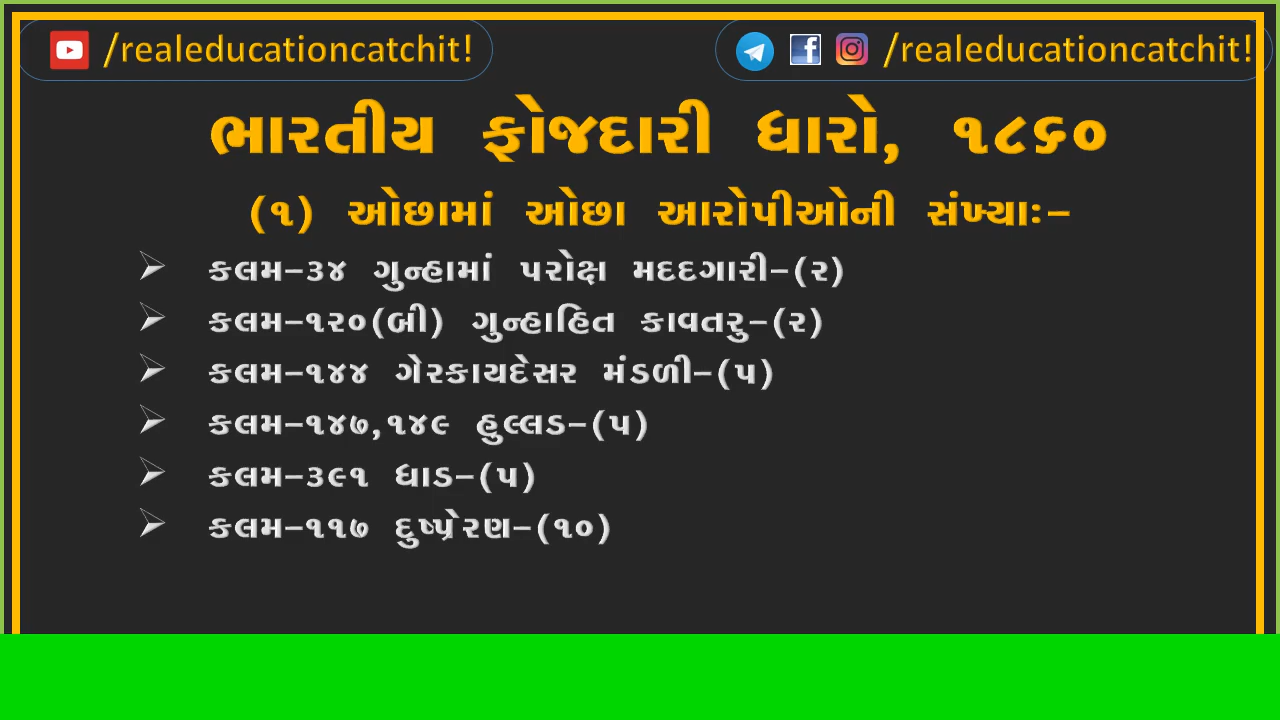 /realeducationcatchit!
/realeducationcatchit!
ભારતીય ફોજદારી ધારો, ૧૮૬૦
(૧) ઓછામાં ઓછા આરોપીઓની સંખ્યાઃ-
➢ કલમ-૩૪ ગુન્હામાં પરોક્ષ મદદગારી-(૨)
➢ કલમ-૧૨૦(બી) ગુન્હાહિત કાવતરુ-(૨)
➢ કલમ-૧૪૪ ગેરકાયદેસર મંડળી-(૫)
➢ કલમ-૧૪૭,૧૪૯ હુલ્લડ-(૫)
➢ કલમ-૩૯૧ ધાડ-(૫)
➢ કલમ-૧૧૭ દુષ્પ્રેરણ-(૧૦)